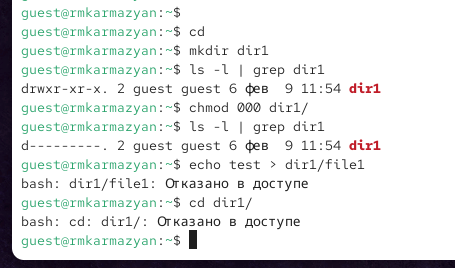 guest@rmkarmazyan:~$
guest@rmkarmazyan:~$ cd
guest@rmkarmazyan:~$ mkdir dir1
guest@rmkarmazyan:~$ ls -l | grep dir1
drwxr-xr-x. 2 guest guest 6 фев  9 11:54 dir1
guest@rmkarmazyan:~$ chmod 000 dir1/
guest@rmkarmazyan:~$ ls -l | grep dir1
d---------. 2 guest guest 6 фев  9 11:54 dir1
guest@rmkarmazyan:~$ echo test > dir1/file1
bash: dir1/file1: Отказано в доступе
guest@rmkarmazyan:~$ cd dir1/
bash: cd: dir1/: Отказано в доступе
guest@rmkarmazyan:~$